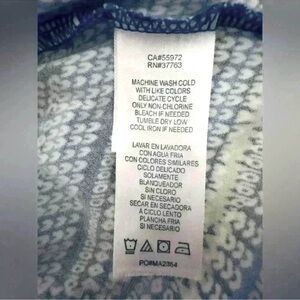 CA#55972
RN#37763
MACHINE WASH COLD
WITH LIKE COLORS
DELICATE CYCLE
ONLY NON-CHLORINE
BLEACH IF NEEDED
TUMBLE DRY LOW
COOL IRON IF NEEDED
LAVAR EN LAVADORA
CON AGUA FRIA
CON COLORES SIMILARES
CICLO DELICADO
SOLAMENTE
BLANQUEADOR
SIN CLORO
SI NECESARIO
SECAR EN SECADORA
A CICLO LENTO
PLANCHA FRIA
SI NECESARIO
PO#MA2364